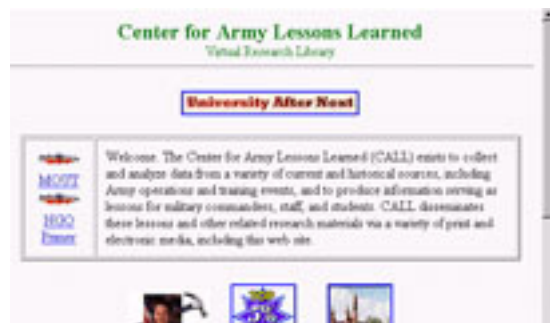 Center for Army Lessons Learned
Virtual Research Library
University After Next
MOUT
NGO
Primer
Welcome. The Center for Army Lessons Learned (CALL) exists to collect
and analyze data from a variety of current and historical sources, including
Army operations and training events, and to produce information serving as
lessons for military commanders, staff, and students. CALL disseminates
these lessons and other related research materials via a variety of print and
electronic media, including this web site.